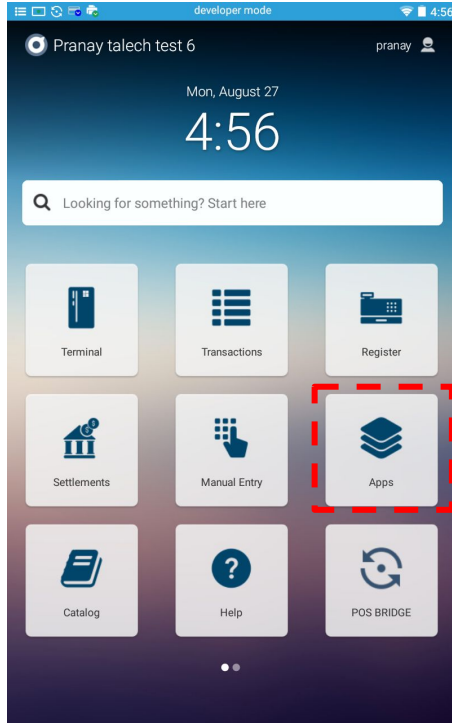 developer mode
4:56
Pranay talech test 6
pranay
Mon, August 27
4:56
Looking for something? Start here
Terminal
Transactions
Register
Settlements
Manual Entry
Apps
Catalog
?
Help
POS BRIDGE